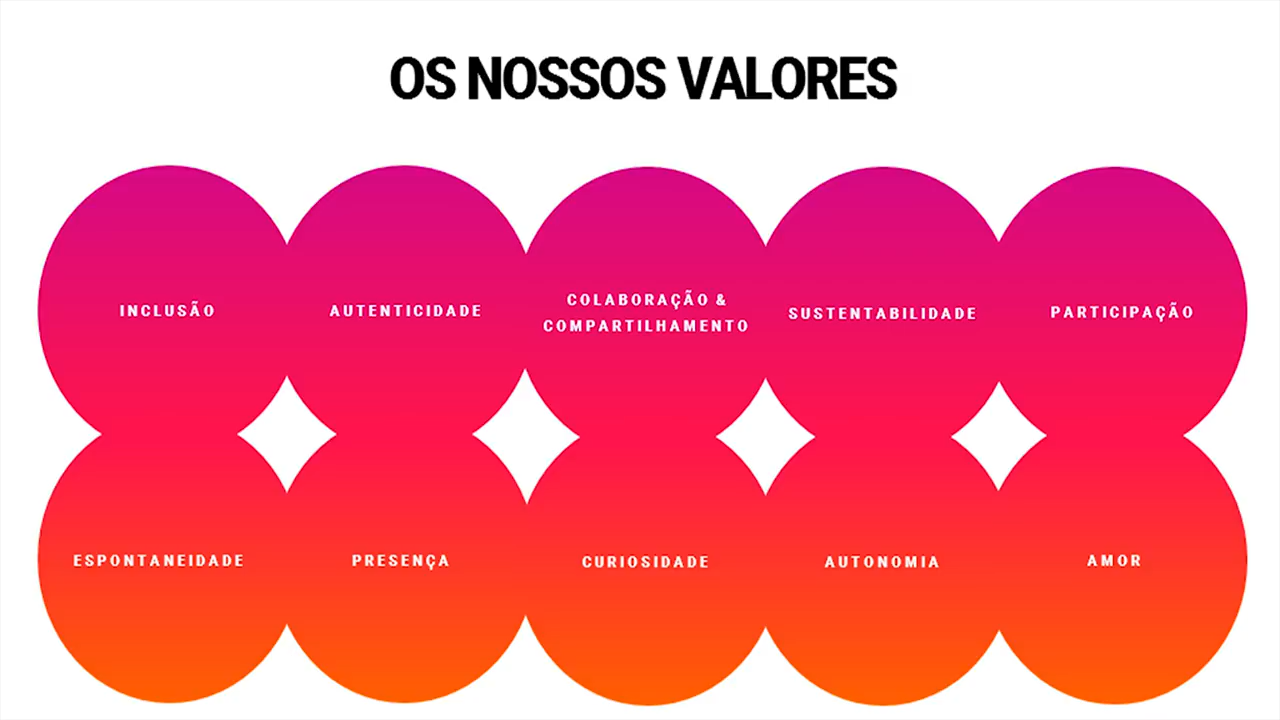 OS NOSSOS VALORES
INCLUSÃO
AUTENTICIDADE
COLABORAÇÃO &
COMPARTILHAMENTO
SUSTENTABILIDADE
PARTICIPAÇÃO
ESPONTANEIDADE
PRESENÇA
CURIOSIDADE
AUTONOMIA
AMOR